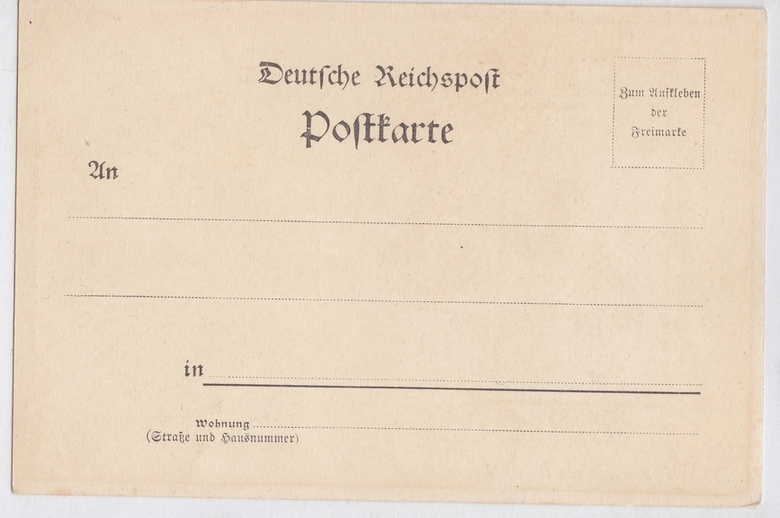 Deutſche Reichspoſt
Poſtkarte
Zum Aufkleben
der
Freimarke
An
in
Wohnung
(Straße und Hausnummer)